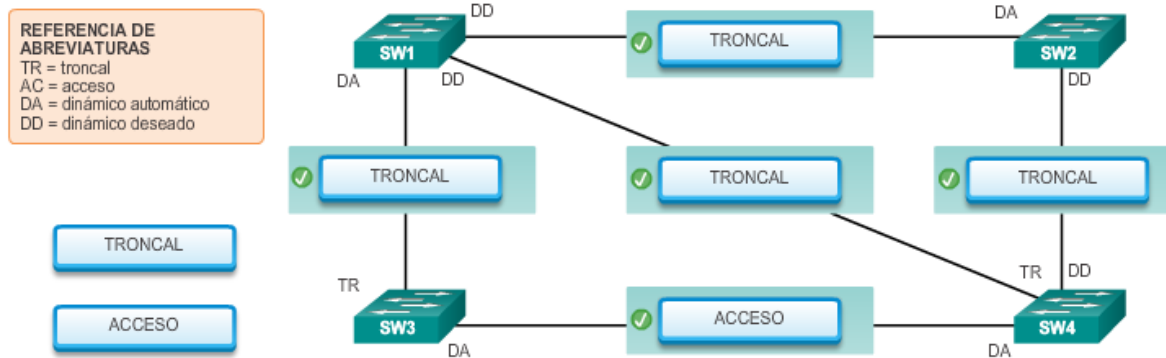 REFERENCIA DE
ABREVIATURAS
TR = troncal
AC = acceso
DA = dinámico automático
DD = dinámico deseado
DD
TRONCAL
DA
SW1
SW2
DA
DD
DD
TRONCAL
TRONCAL
TRONCAL
TRONCAL
TR
TR
DD
ACCESO
SW3
ACCESO
SW4
DA
DA